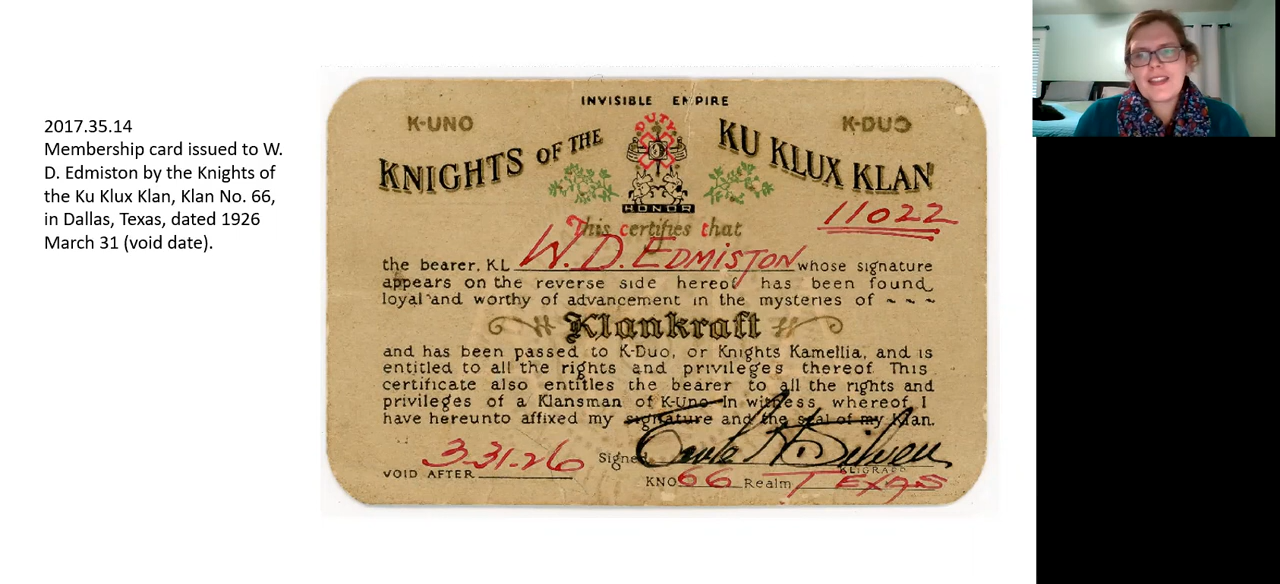 2017.35.14
Membership card issued to W.
D. Edmiston by the Knights of
the Ku Klux Klan, Klan No. 66,
in Dallas, Texas, dated 1926
March 31 (void date).
INVISIBLE EMPIRE
K-UNO
K-DUO
KNIGHTS OF THE KU KLUX KLAN
DUTY
HONOR
11022
This certifies that
the bearer, KL W. D. EDMISTON whose signature
appears on the reverse side hereof has been found
loyal and worthy of advancement in the mysteries of ~ ~ ~
Klankraft
and has been passed to K-Duo, or Knights Kamellia, and is
entitled to all the rights and privileges thereof. This
certificate also entitles the bearer to all the rights and
privileges of a Klansman of K-Uno. In witness whereof I
have hereunto affixed my signature and the seal of my Klan.
3-31-26
VOID AFTER
Signed
KLIGRAPP
KNO 66 Realm TEXAS